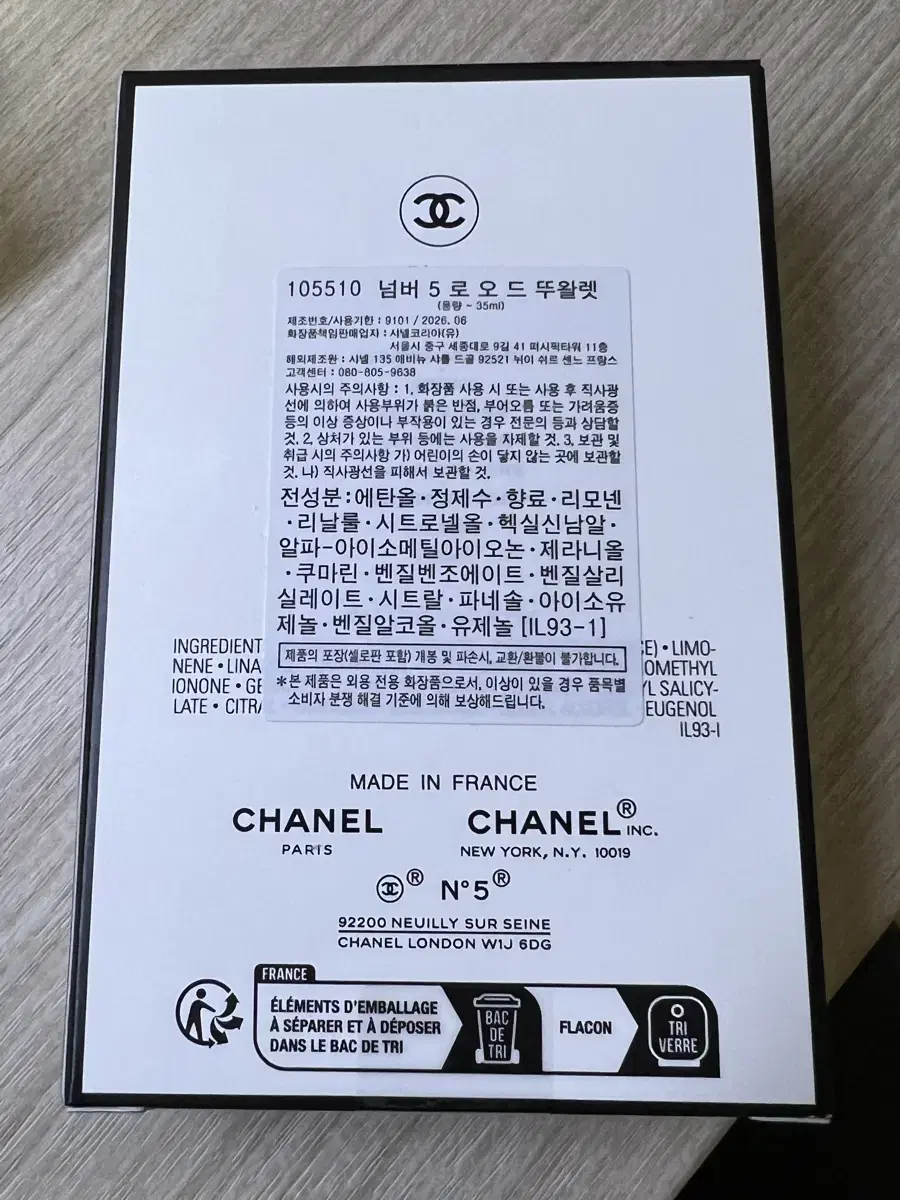 105510 넘버 5 로 오 드 뚜왈렛
(용량 ~ 35ml)
제조번호/사용기한 : 9101 / 2026. 06
화장품책임판매업자 : 샤넬코리아(유)
서울시 중구 세종대로 9길 41 퍼시픽타워 11층
해외제조원 : 샤넬 135 애비뉴 샤를 드골 92521 뉘이 쉬르 센느 프랑스
고객센터 : 080-805-9638
사용시의 주의사항 : 1. 화장품 사용 시 또는 사용 후 직사광
선에 의하여 사용부위가 붉은 반점, 부어오름 또는 가려움증
등의 이상 증상이나 부작용이 있는 경우 전문의 등과 상담할
것. 2. 상처가 있는 부위 등에는 사용을 자제할 것. 3. 보관 및
취급 시의 주의사항 가) 어린이의 손이 닿지 않는 곳에 보관할
것. 나) 직사광선을 피해서 보관할 것.
전성분:에탄올·정제수·향료·리모넨
·리날룰·시트로넬올·헥실신남알·
알파-아이소메틸아이오논·제라니올
·쿠마린·벤질벤조에이트·벤질살리
실레이트·시트랄·파네솔·아이소유
제놀·벤질알코올·유제놀 [IL93-1]
제품의 포장(셀로판 포함) 개봉 및 파손시, 교환/환불이 불가합니다.
*본 제품은 외용 전용 화장품으로서, 이상이 있을 경우 품목별
소비자 분쟁 해결 기준에 의해 보상해드립니다.
INGREDIENT E) • LIMO-
NENE • LINA OMETHYL
IONONE • GE YL SALICY-
LATE • CITRA EUGENOL
IL93-I
MADE IN FRANCE
CHANEL CHANEL® INC.
PARIS NEW YORK, N.Y. 10019
® N°5®
92200 NEUILLY SUR SEINE
CHANEL LONDON W1J 6DG
FRANCE
ÉLÉMENTS D'EMBALLAGE
À SÉPARER ET À DÉPOSER
DANS LE BAC DE TRI
BAC
DE
TRI
FLACON
TRI
VERRE